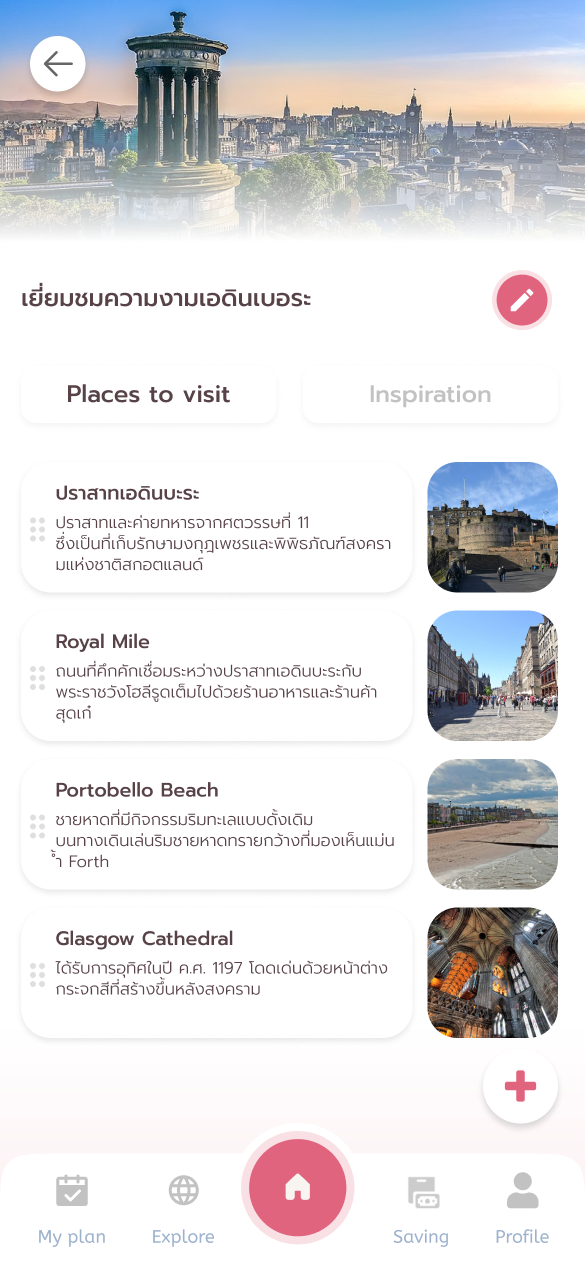 เยี่ยมชมความงามเอดินเบอระ
Places to visit
Inspiration
ปราสาทเอดินบะระ
ปราสาทและค่ายทหารจากศตวรรษที่ 11
ซึ่งเป็นที่เก็บรักษามงกุฎเพชรและพิพิธภัณฑ์สงครา
มแห่งชาติสกอตแลนด์
Royal Mile
ถนนที่คึกคักเชื่อมระหว่างปราสาทเอดินบะระกับ
พระราชวังโฮลีรูดเต็มไปด้วยร้านอาหารและร้านค้า
สุดเก๋
Portobello Beach
ชายหาดที่มีกิจกรรมริมทะเลแบบดั้งเดิม
บนทางเดินเล่นริมชายหาดทรายกว้างที่มองเห็นแม่น
้ำ Forth
Glasgow Cathedral
ได้รับการอุทิศในปี ค.ศ. 1197 โดดเด่นด้วยหน้าต่าง
กระจกสีที่สร้างขึ้นหลังสงคราม
My plan
Explore
Saving
Profile